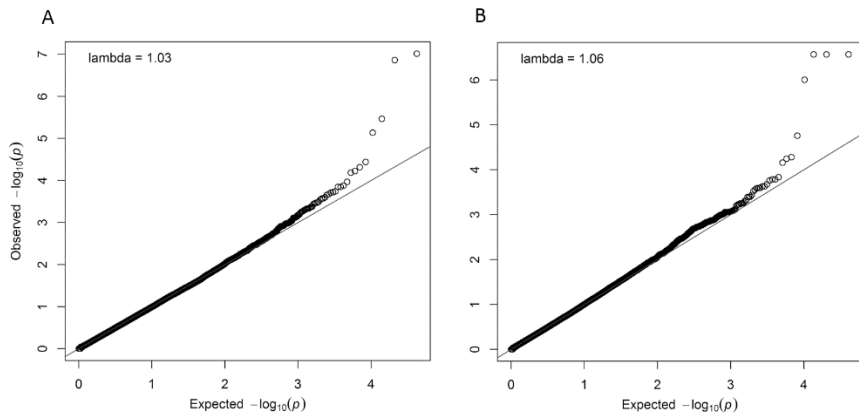 A
lambda = 1.03
7
6
5
4
3
2
1
0
Observed −log10(p)
0 1 2 3 4
Expected −log10(p)
B
lambda = 1.06
6
5
4
3
2
1
0
0 1 2 3 4
Expected −log10(p)